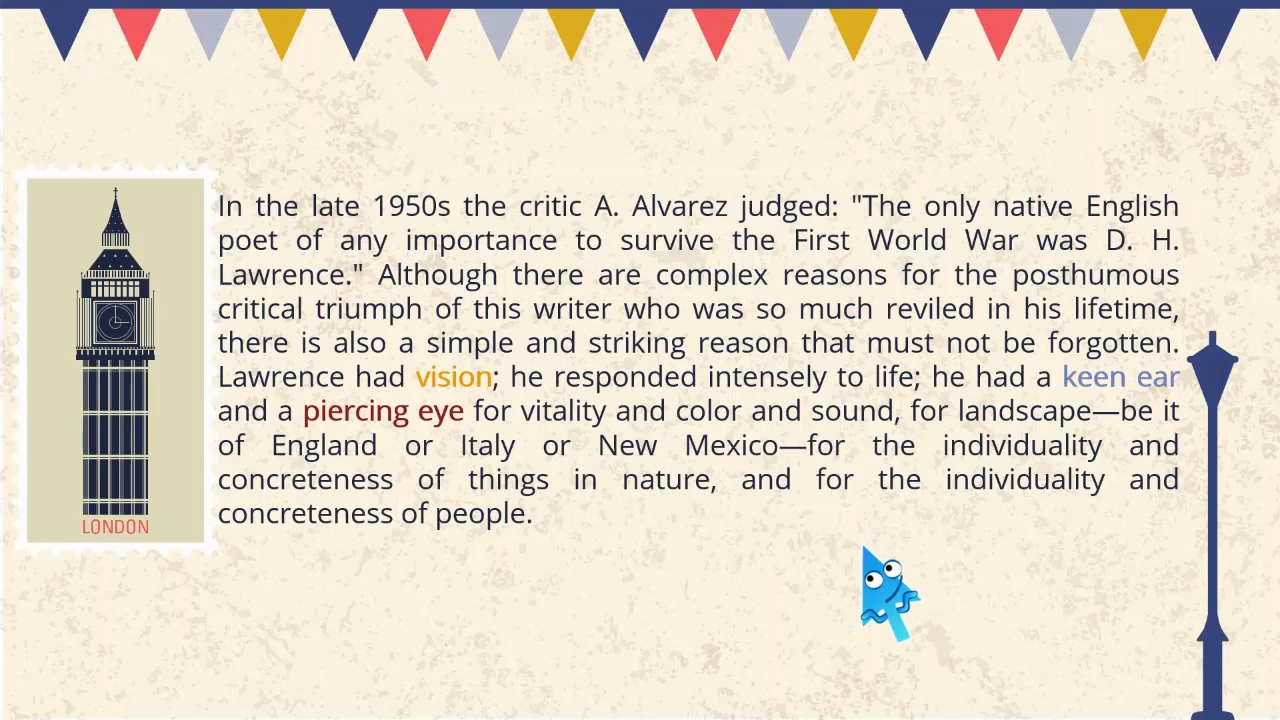 In the late 1950s the critic A. Alvarez judged: "The only native English
poet of any importance to survive the First World War was D. H.
Lawrence." Although there are complex reasons for the posthumous
critical triumph of this writer who was so much reviled in his lifetime,
there is also a simple and striking reason that must not be forgotten.
Lawrence had vision; he responded intensely to life; he had a keen ear
and a piercing eye for vitality and color and sound, for landscape—be it
of England or Italy or New Mexico—for the individuality and
concreteness of things in nature, and for the individuality and
concreteness of people.
LONDON